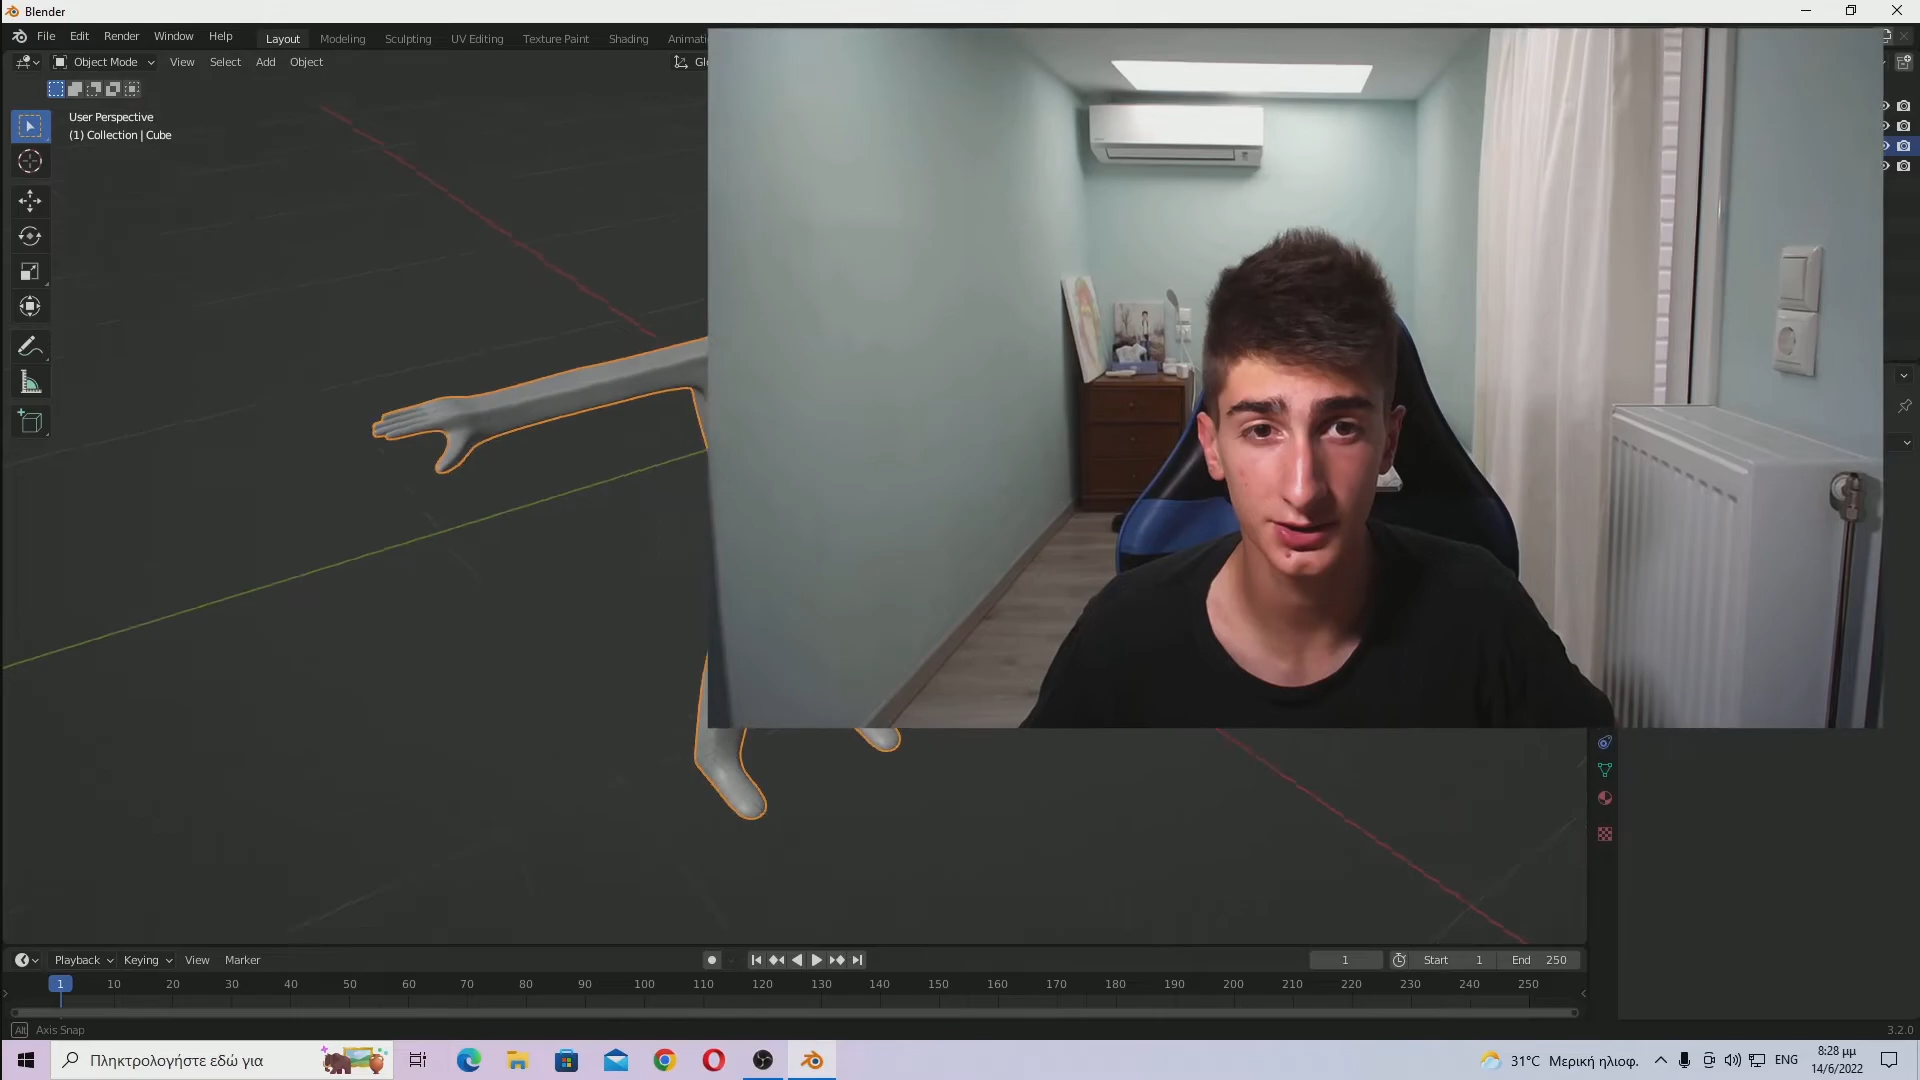 Blender
File Edit Render Window Help Layout Modeling Sculpting UV Editing Texture Paint Shading Animati
Object Mode View Select Add Object Glo
User Perspective
(1) Collection | Cube
Playback Keying View Marker 1 Start 1 End 250
1 10 20 30 40 50 60 70 80 90 100 110 120 130 140 150 160 170 180 190 200 210 220 230 240 250
Alt Axis Snap 3.2.0
Πληκτρολογήστε εδώ για 31°C Μερική ηλιοφ. ENG 8:28 μμ
14/6/2022